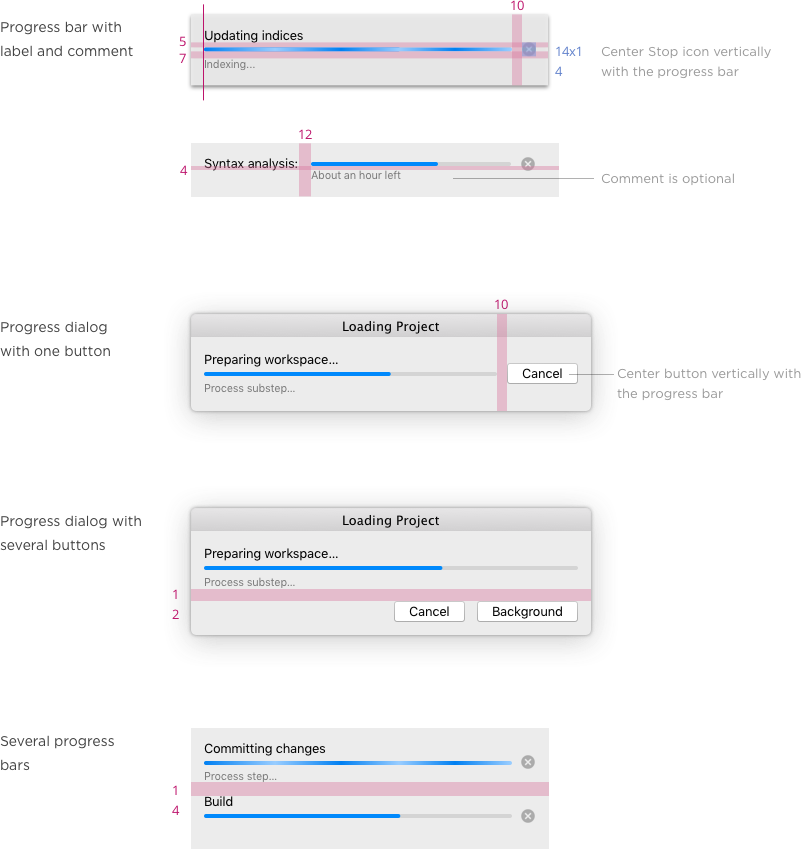 10
Progress bar with
label and comment
Updating indices
5
7
Indexing...
14x1
4
Center Stop icon vertically
with the progress bar
12
Syntax analysis:
4
About an hour left
Comment is optional
10
Progress dialog
with one button
Loading Project
Preparing workspace...
Process substep...
Cancel
Center button vertically with
the progress bar
Progress dialog with
several buttons
Loading Project
Preparing workspace...
Process substep...
1
2
Cancel
Background
Several progress
bars
Committing changes
Process step...
1
4
Build